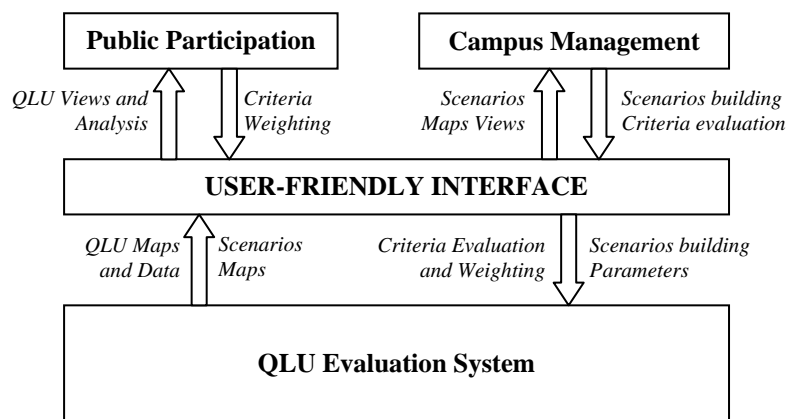 Public Participation
Campus Management
QLU Views and
Analysis
Criteria
Weighting
Scenarios
Maps Views
Scenarios building
Criteria evaluation
USER-FRIENDLY INTERFACE
QLU Maps
and Data
Scenarios
Maps
Criteria Evaluation
and Weighting
Scenarios building
Parameters
QLU Evaluation System